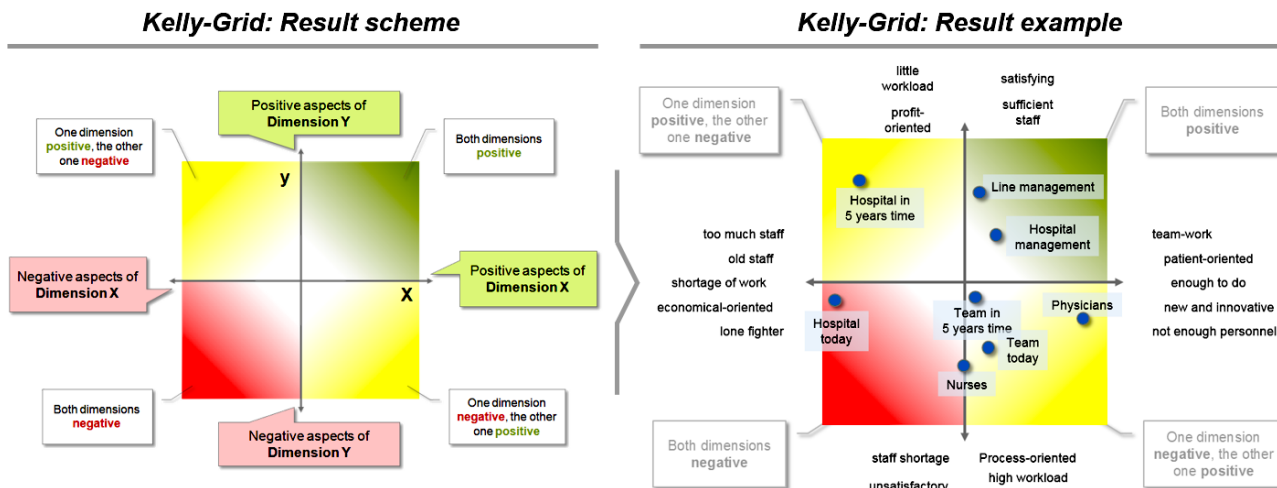 Kelly-Grid: Result scheme
Positive aspects of
Dimension Y
One dimension
positive, the other
one negative
Both dimensions
positive
y
Negative aspects of
Dimension X
X
Positive aspects of
Dimension X
Both dimensions
negative
Negative aspects of
Dimension Y
One dimension
negative, the other
one positive
Kelly-Grid: Result example
little
workload
profit-
oriented
satisfying
sufficient
staff
One dimension
positive, the other
one negative
Both dimensions
positive
Hospital in
5 years time
Line management
Hospital
management
too much staff
old staff
shortage of work
economical-oriented
lone fighter
team-work
patient-oriented
enough to do
new and innovative
not enough personnel
Hospital
today
Team in
5 years time
Physicians
Team
today
Nurses
Both dimensions
negative
staff shortage
unsatisfactory
Process-oriented
high workload
One dimension
negative, the other
one positive